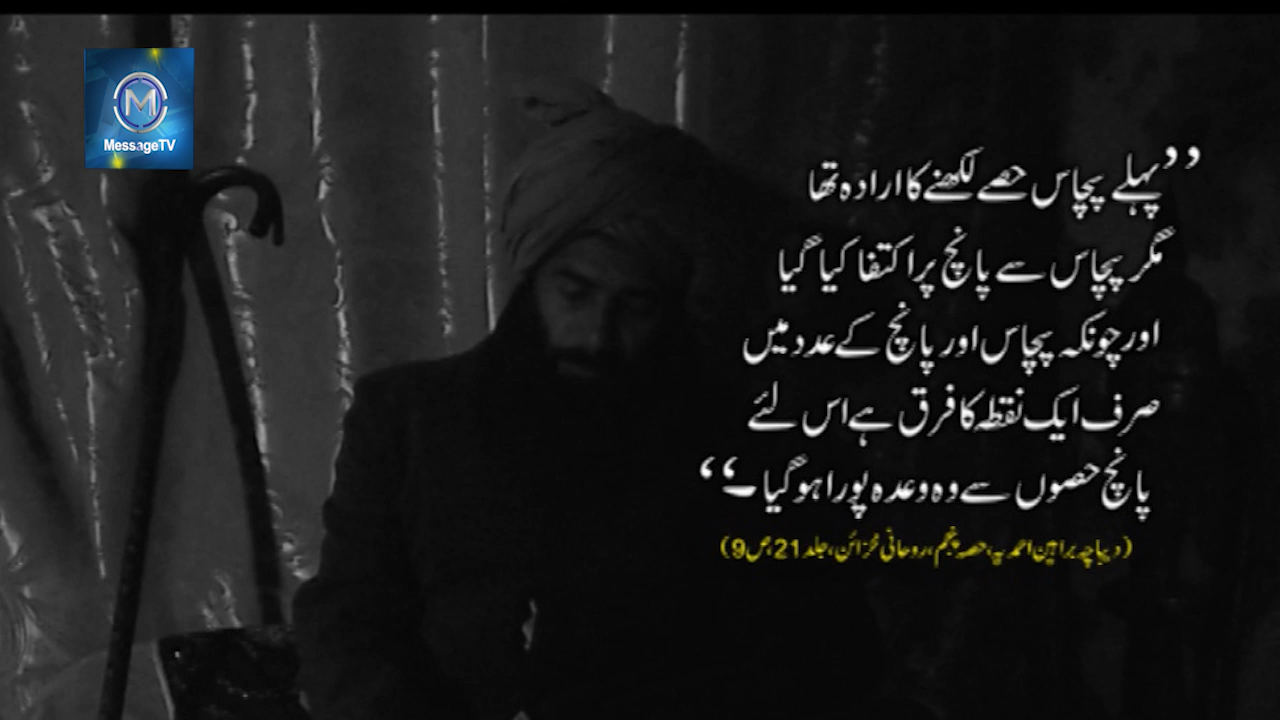 MessageTV
”پہلے پچاس حصے لکھنے کا ارادہ تھا
مگر پچاس سے پانچ پر اکتفا کیا گیا
اور چونکہ پچاس اور پانچ کے عدد میں
صرف ایک نقطہ کا فرق ہے اس لئے
پانچ حصوں سے وہ وعدہ پورا ہو گیا۔“
(دیباچہ براہین احمدیہ، حصہ پنجم، روحانی خزائن، جلد 21، ص 9)